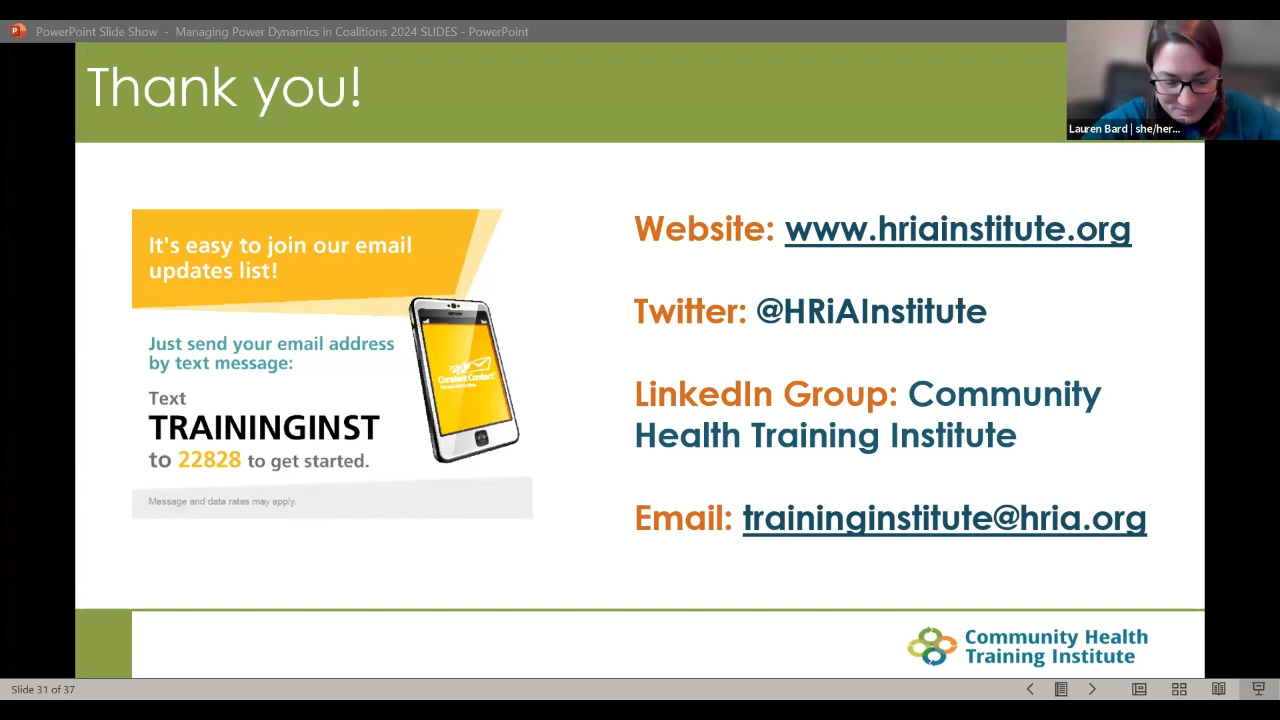 PowerPoint Slide Show - Managing Power Dynamics in Coalitions 2024 SLIDES - PowerPoint
Lauren Bard | she/her...
Thank you!
It's easy to join our email
updates list!
Just send your email address
by text message:
Text
TRAININGINST
to 22828 to get started.
Message and data rates may apply.
Constant Contact
Website: www.hriainstitute.org
Twitter: @HRiAInstitute
LinkedIn Group: Community
Health Training Institute
Email: traininginstitute@hria.org
Community Health
Training Institute
Slide 31 of 37